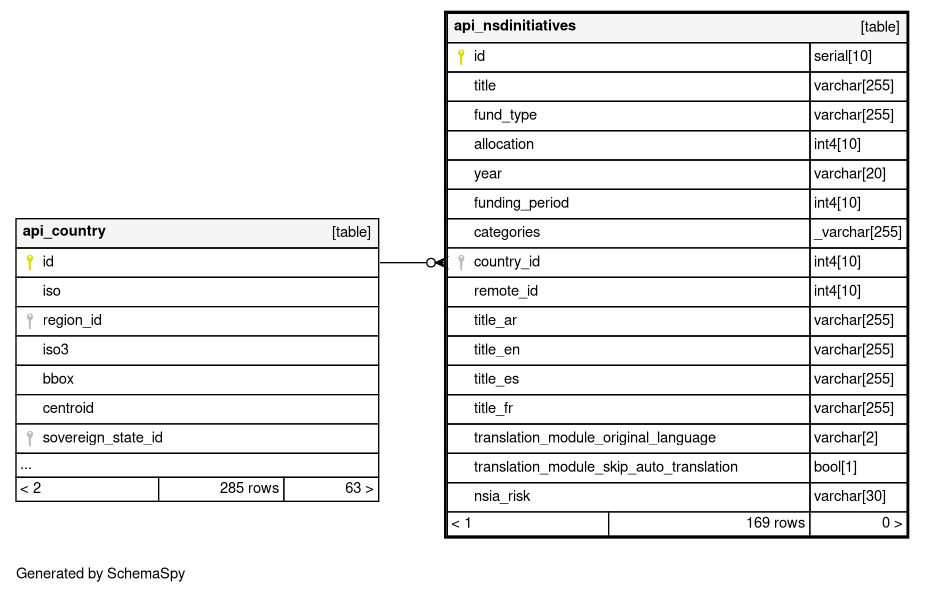 api_nsdinitiatives [table]
id serial[10]
title varchar[255]
fund_type varchar[255]
allocation int4[10]
year varchar[20]
funding_period int4[10]
categories _varchar[255]
country_id int4[10]
remote_id int4[10]
title_ar varchar[255]
title_en varchar[255]
title_es varchar[255]
title_fr varchar[255]
translation_module_original_language varchar[2]
translation_module_skip_auto_translation bool[1]
nsia_risk varchar[30]
< 1 169 rows 0 >
api_country [table]
id
iso
region_id
iso3
bbox
centroid
sovereign_state_id
...
< 2 285 rows 63 >
Generated by SchemaSpy